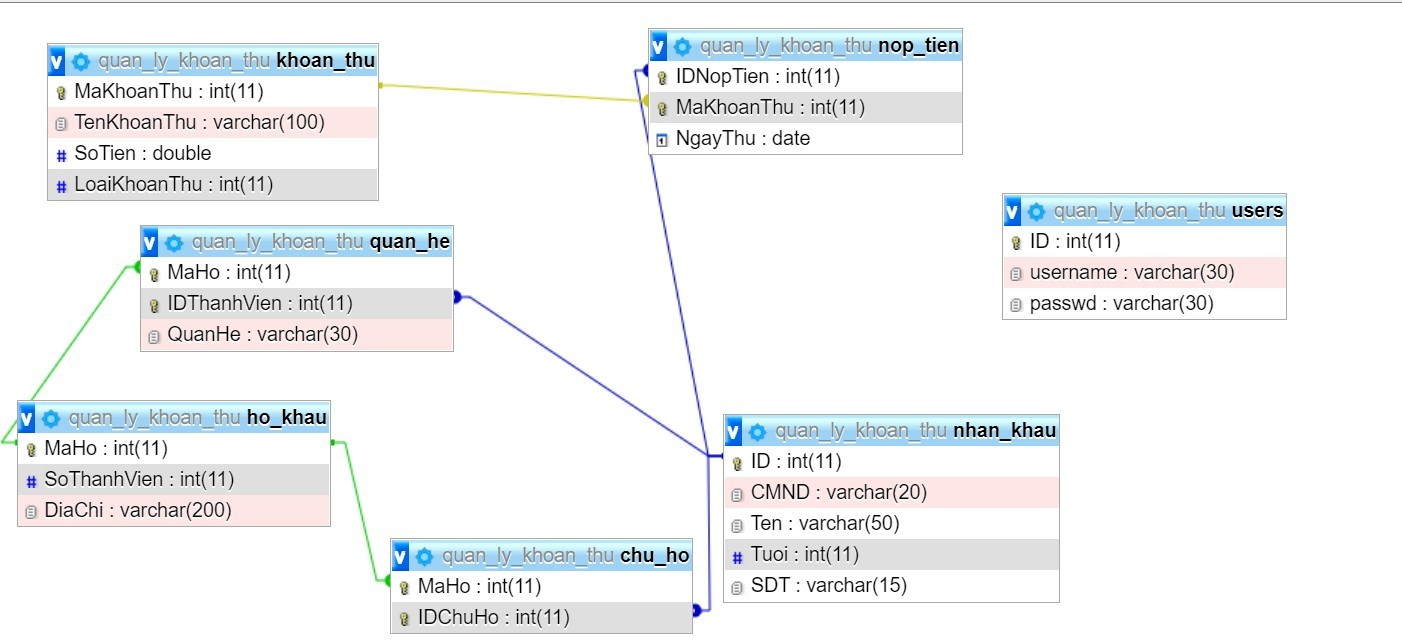 quan_ly_khoan_thu khoan_thu
MaKhoanThu : int(11)
TenKhoanThu : varchar(100)
# SoTien : double
# LoaiKhoanThu : int(11)
quan_ly_khoan_thu nop_tien
IDNopTien : int(11)
MaKhoanThu : int(11)
NgayThu : date
quan_ly_khoan_thu users
ID : int(11)
username : varchar(30)
passwd : varchar(30)
quan_ly_khoan_thu quan_he
MaHo : int(11)
IDThanhVien : int(11)
QuanHe : varchar(30)
quan_ly_khoan_thu ho_khau
MaHo : int(11)
# SoThanhVien : int(11)
DiaChi : varchar(200)
quan_ly_khoan_thu nhan_khau
ID : int(11)
CMND : varchar(20)
Ten : varchar(50)
# Tuoi : int(11)
SDT : varchar(15)
quan_ly_khoan_thu chu_ho
MaHo : int(11)
IDChuHo : int(11)